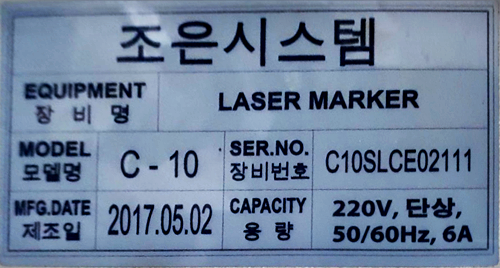 조은시스템
EQUIPMENT
장 비 명
LASER MARKER
MODEL
모델명
C - 10
SER.NO.
장비번호
C10SLCE02111
MFG.DATE
제조일
2017.05.02
CAPACITY
용 량
220V, 단상,
50/60Hz, 6A